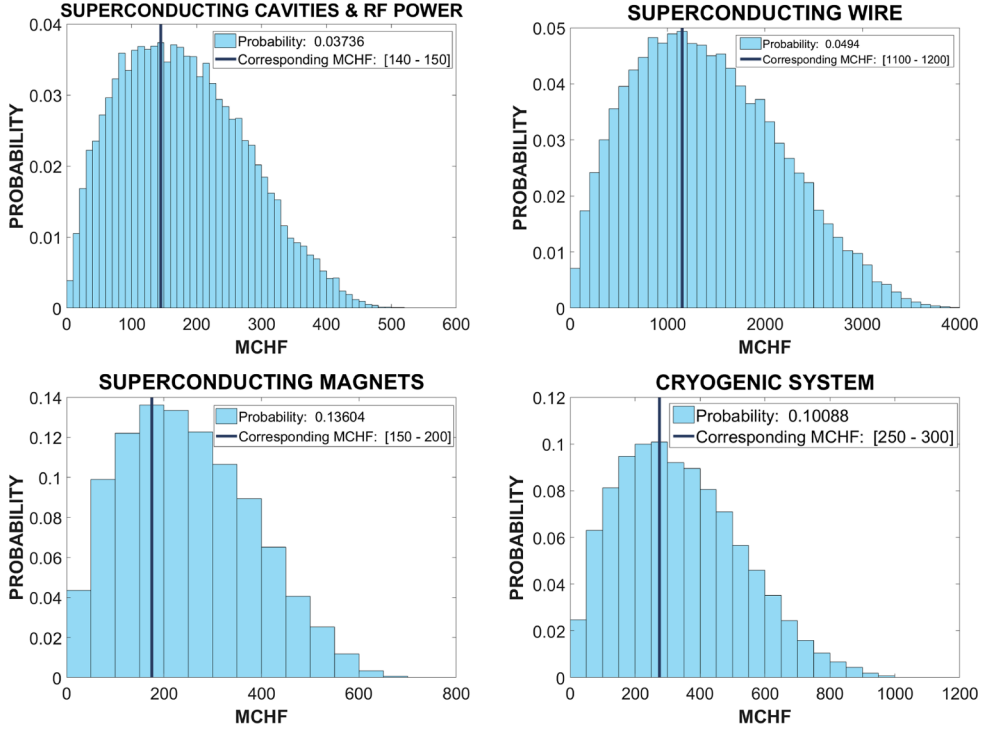 SUPERCONDUCTING CAVITIES & RF POWER
Probability: 0.03736
Corresponding MCHF: [140 - 150]
PROBABILITY
0.04
0.03
0.02
0.01
0
0 100 200 300 400 500 600
MCHF
SUPERCONDUCTING WIRE
Probability: 0.0494
Corresponding MCHF: [1100 - 1200]
PROBABILITY
0.05
0.04
0.03
0.02
0.01
0
0 1000 2000 3000 4000
MCHF
SUPERCONDUCTING MAGNETS
Probability: 0.13604
Corresponding MCHF: [150 - 200]
PROBABILITY
0.14
0.12
0.1
0.08
0.06
0.04
0.02
0
0 200 400 600 800
MCHF
CRYOGENIC SYSTEM
Probability: 0.10088
Corresponding MCHF: [250 - 300]
PROBABILITY
0.12
0.1
0.08
0.06
0.04
0.02
0
0 200 400 600 800 1000 1200
MCHF